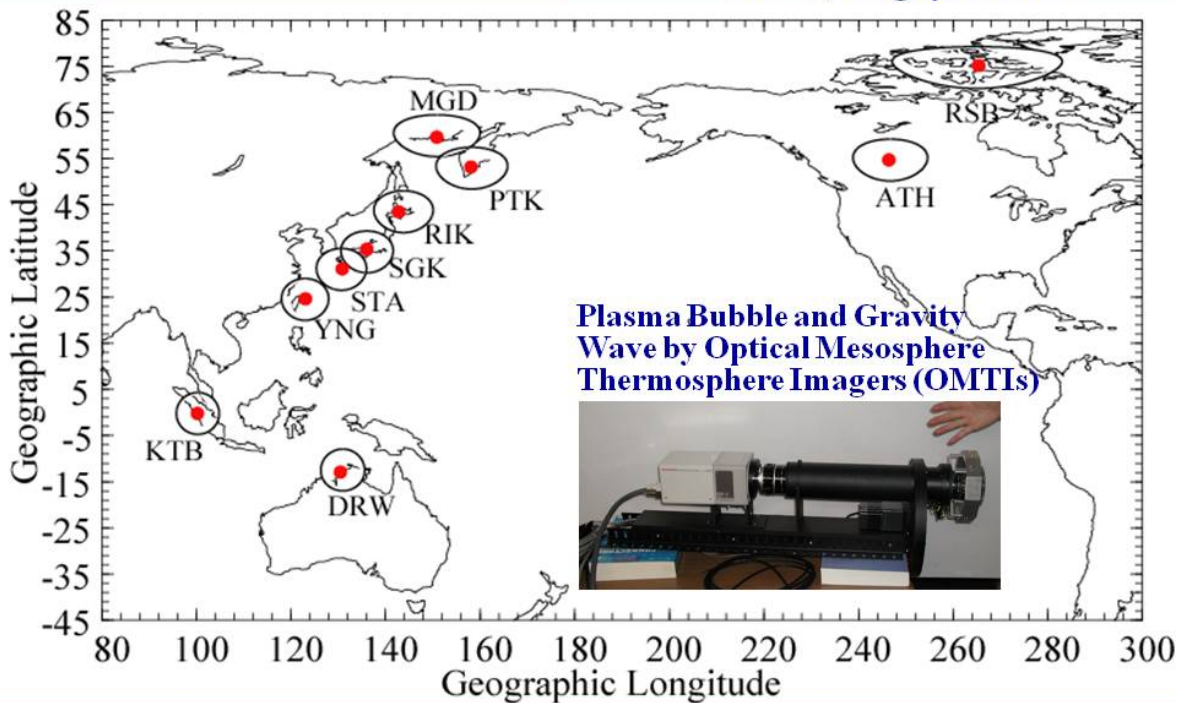 85
75
65
55
45
35
25
15
5
-5
-15
-25
-35
-45
Geographic Latitude
MGD
RSB
PTK
ATH
RIK
SGK
STA
YNG
Plasma Bubble and Gravity
Wave by Optical Mesosphere
Thermosphere Imagers (OMTIs)
KTB
DRW
80 100 120 140 160 180 200 220 240 260 280 300
Geographic Longitude